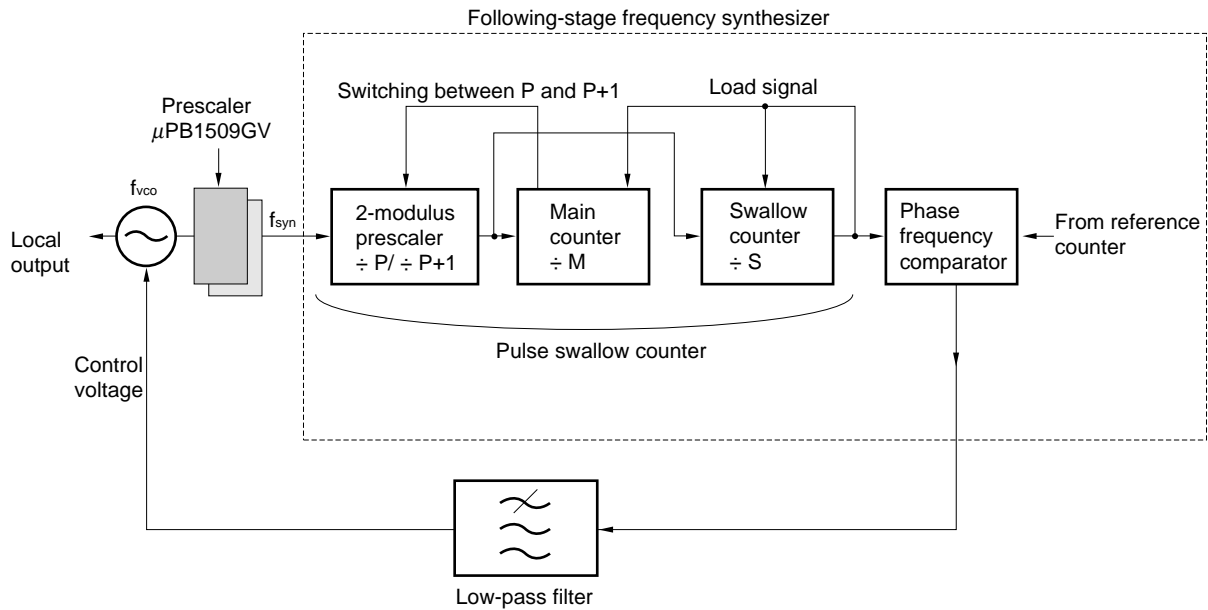 Following-stage frequency synthesizer
Switching between P and P+1
Load signal
Prescaler
μPB1509GV
fvco
fsyn
Local
output
2-modulus
prescaler
÷ P/ ÷ P+1
Main
counter
÷ M
Swallow
counter
÷ S
Phase
frequency
comparator
From reference
counter
Pulse swallow counter
Control
voltage
Low-pass filter